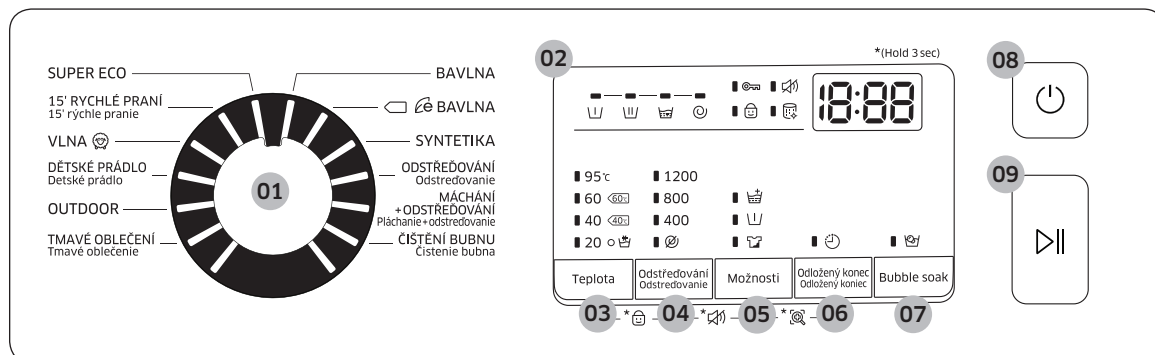 SUPER ECO
15' RYCHLÉ PRANÍ
15' rýchle pranie
VLNA
DĚTSKÉ PRÁDLO
Detské prádlo
OUTDOOR
TMAVÉ OBLEČENÍ
Tmavé oblečenie
01
BAVLNA
ê BAVLNA
SYNTETIKA
ODSTŘEĎOVÁNÍ
Odstreďovanie
MÁCHÁNÍ
+ODSTŘEĎOVÁNÍ
Pláchanie+odstreďovanie
ČIŠTĚNÍ BUBNU
Čistenie bubna
02
*(Hold 3 sec)
18:88
95℃ 1200
60 60℃ 800
40 40℃ 400
20
Teplota
Odstřeďování
Odstreďovanie
Možnosti
Odložený konec
Odložený koniec
Bubble soak
03 * 04 * 05 * 06 07
08
09